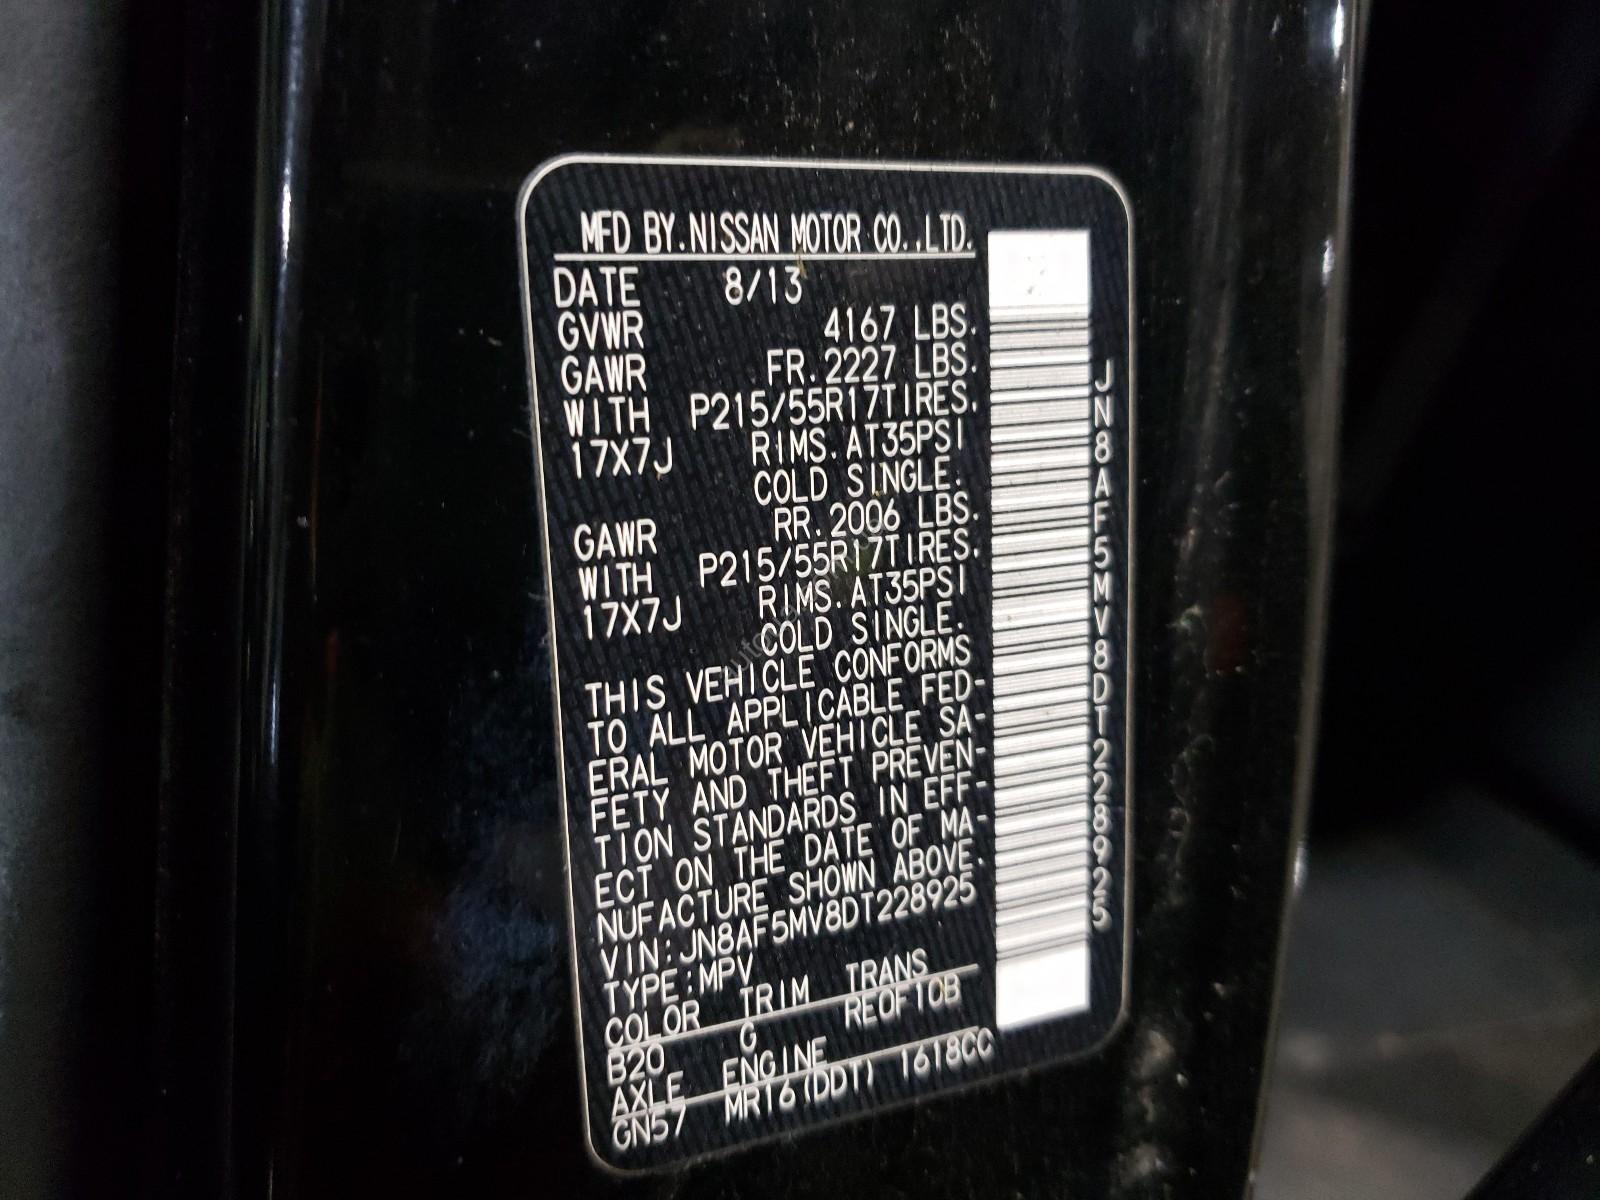 MFD BY.NISSAN MOTOR CO.,LTD.
DATE 8/13
GVWR 4167 LBS.
GAWR FR.2227 LBS.
WITH P215/55R17TIRES.
17X7J RIMS.AT35PSI
COLD SINGLE.
GAWR RR.2006 LBS.
WITH P215/55R17TIRES.
17X7J RIMS.AT35PSI
COLD SINGLE.
THIS VEHICLE CONFORMS
TO ALL APPLICABLE FED-
ERAL MOTOR VEHICLE SA-
FETY AND THEFT PREVEN-
TION STANDARDS IN EFF-
ECT ON THE DATE OF MA-
NUFACTURE SHOWN ABOVE.
VIN:JN8AF5MV8DT228925
TYPE:MPV
COLOR TRIM TRANS
B20 G RE0F10B
AXLE ENGINE
GN57 MR16(DDT) 1618CC
JN8AF5MV8DT228925